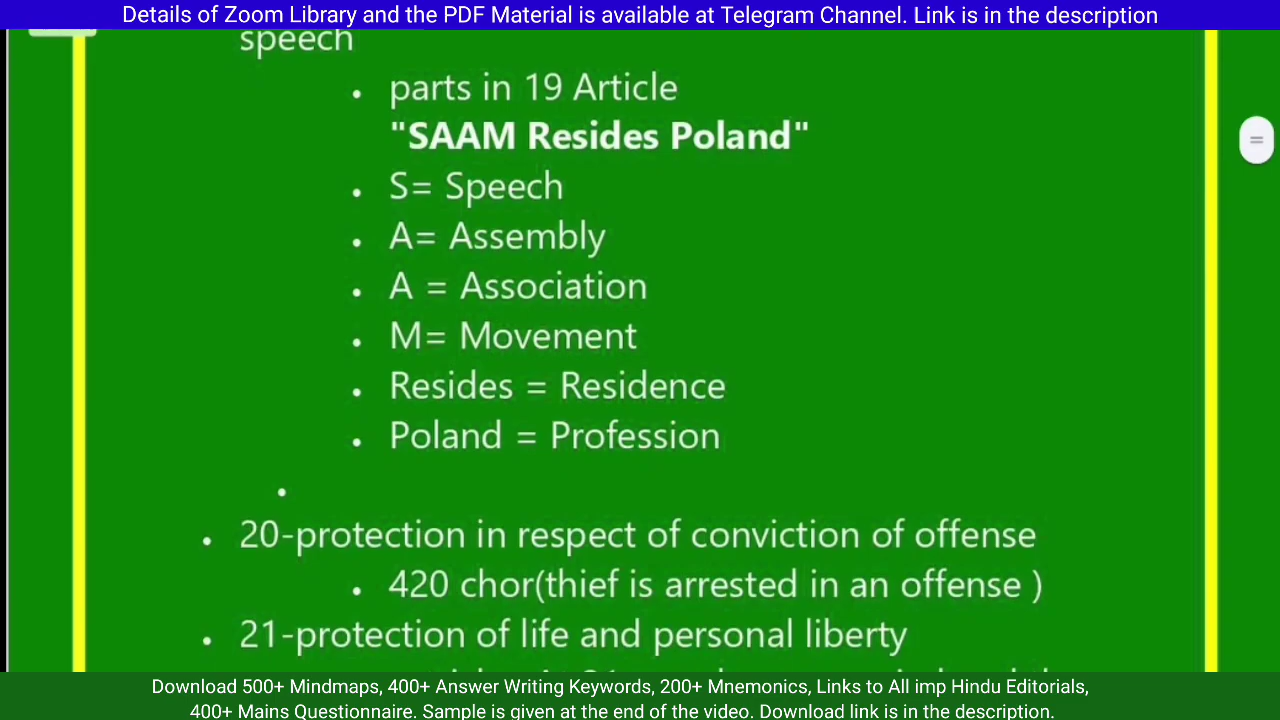 Details of Zoom Library and the PDF Material is available at Telegram Channel. Link is in the description
speech
• parts in 19 Article
"SAAM Resides Poland"
• S= Speech
• A= Assembly
• A = Association
• M= Movement
• Resides = Residence
• Poland = Profession
•
• 20-protection in respect of conviction of offense
• 420 chor(thief is arrested in an offense )
• 21-protection of life and personal liberty
Download 500+ Mindmaps, 400+ Answer Writing Keywords, 200+ Mnemonics, Links to All imp Hindu Editorials,
400+ Mains Questionnaire. Sample is given at the end of the video. Download link is in the description.